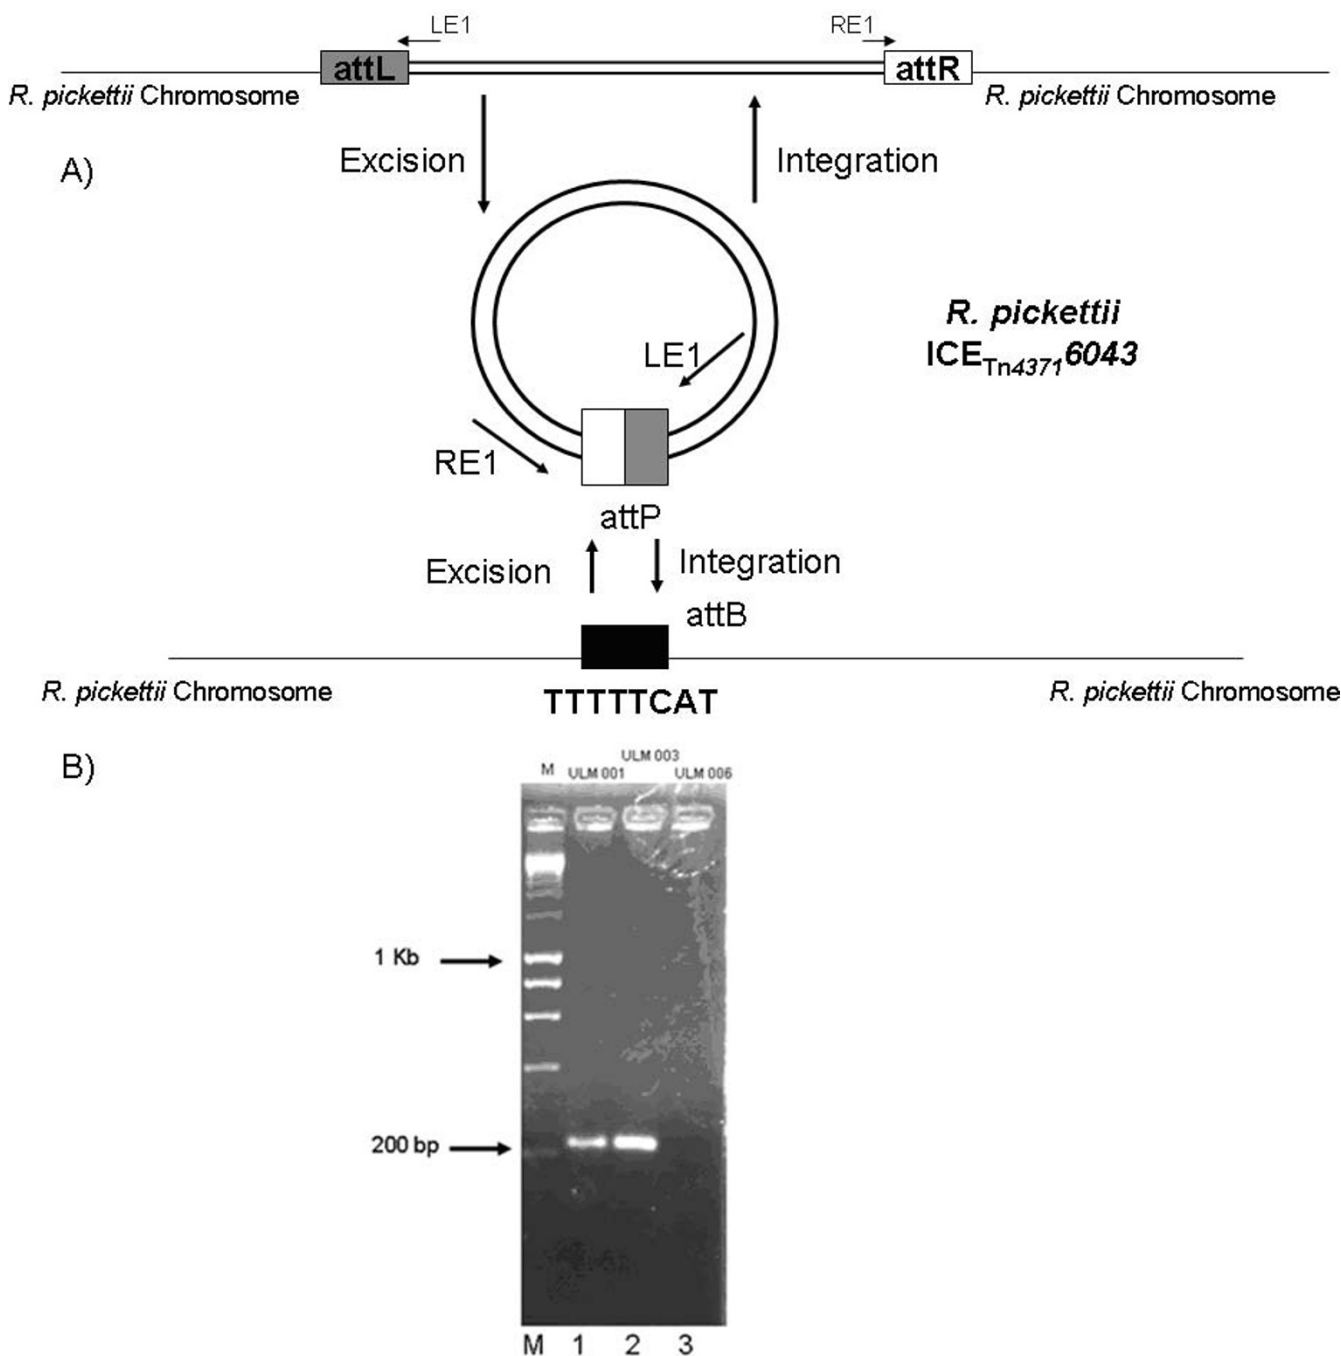 LE1 RE1
attL attR
R. pickettii Chromosome R. pickettii Chromosome
A) Excision Integration
R. pickettii
ICETn43716043
LE1
RE1
attP
Excision Integration
attB
R. pickettii Chromosome R. pickettii Chromosome
TTTTTCAT
B)
M ULM 001 ULM 003 ULM 006
1 Kb
200 bp
M 1 2 3